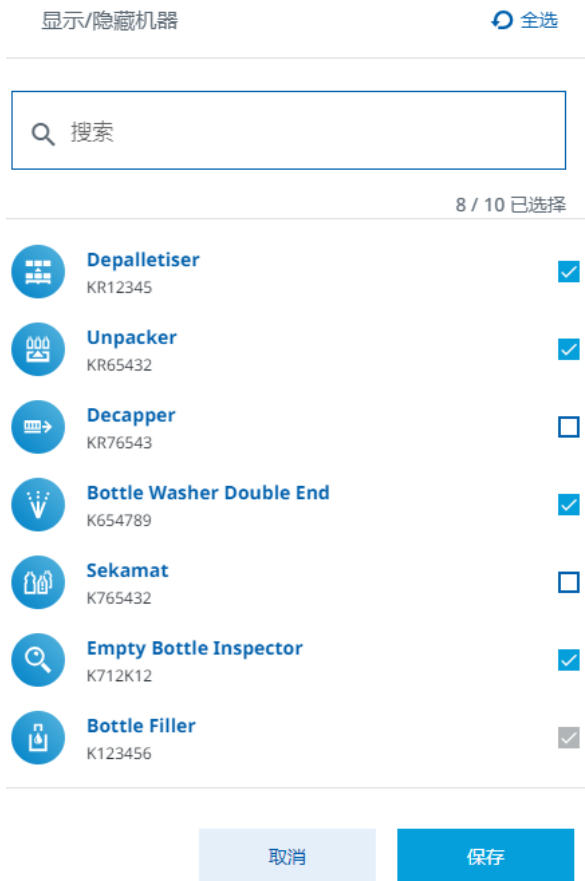 显示/隐藏机器
全选
搜索
8 / 10 已选择
Depalletiser
KR12345
Unpacker
KR65432
Decapper
KR76543
Bottle Washer Double End
K654789
Sekamat
K765432
Empty Bottle Inspector
K712K12
Bottle Filler
K123456
取消
保存